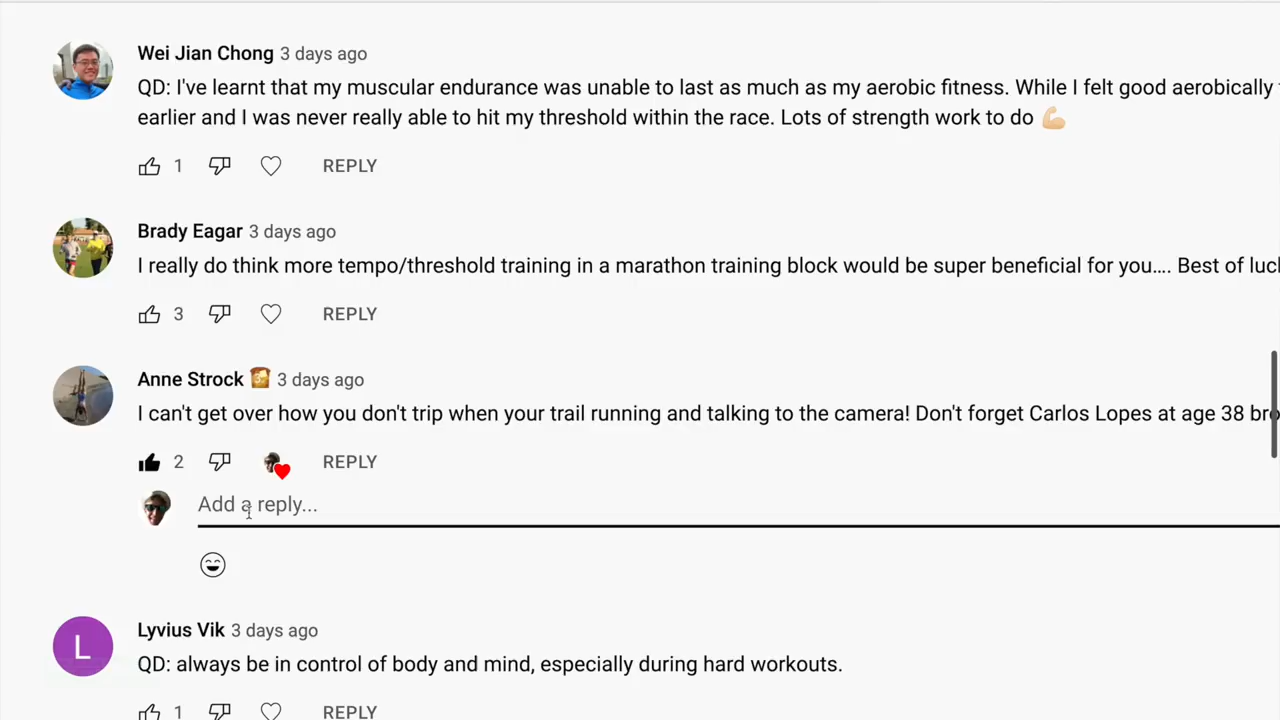 Wei Jian Chong 3 days ago
QD: I've learnt that my muscular endurance was unable to last as much as my aerobic fitness. While I felt good aerobically
earlier and I was never really able to hit my threshold within the race. Lots of strength work to do 💪🏼
1 REPLY
Brady Eagar 3 days ago
I really do think more tempo/threshold training in a marathon training block would be super beneficial for you…. Best of
3 REPLY
Anne Strock 3 days ago
I can't get over how you don't trip when your trail running and talking to the camera! Don't forget Carlos Lopes at age 38
2 REPLY
Add a reply...
L
Lyvius Vik 3 days ago
QD: always be in control of body and mind, especially during hard workouts.
1 REPLY